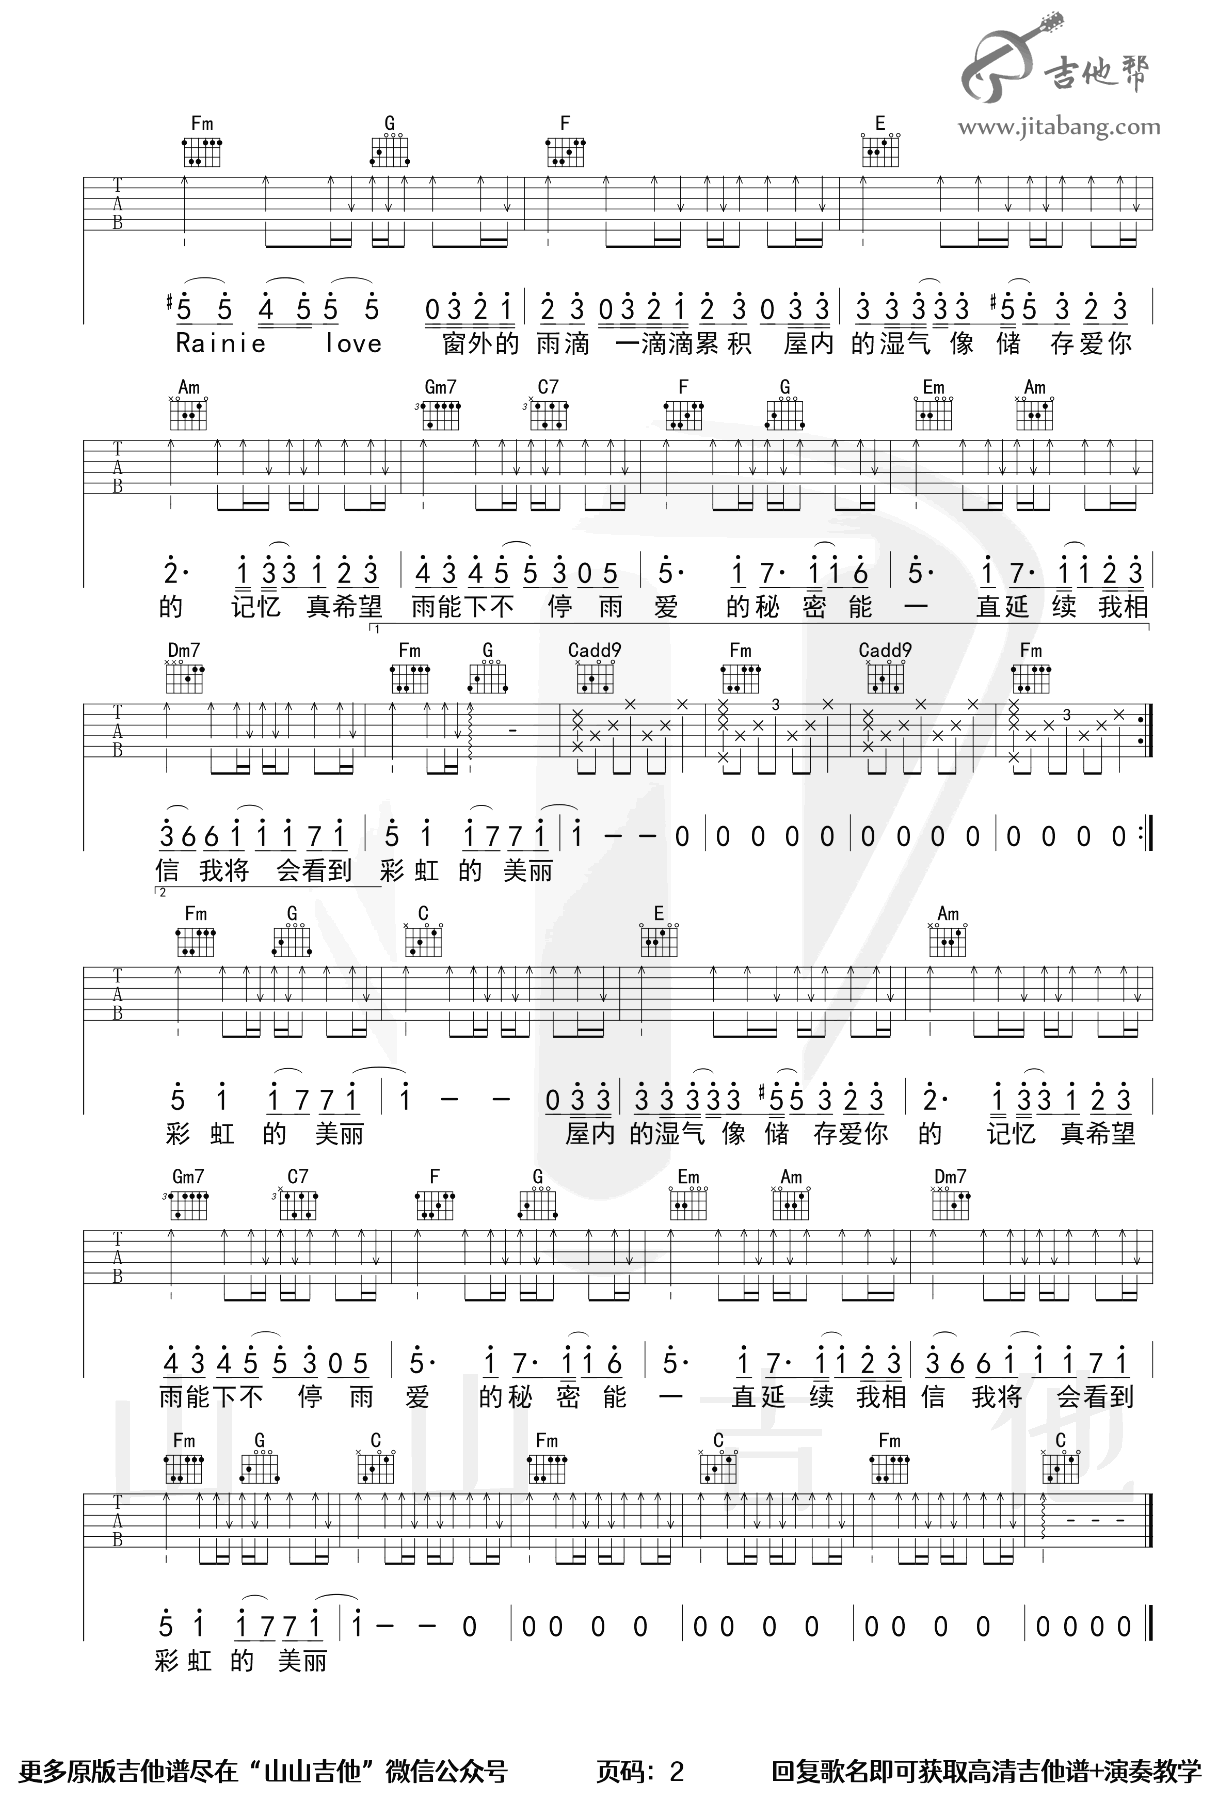 吉他帮
www.jitabang.com
Fm G F E
T A B
#5 5 4 5 5 5 0 3 2 1 2 3 0 3 2 1 2 3 0 3 3 3 3 3 3 3 #5 5 3 2 3
Rainie love 窗外的 雨滴 一滴滴累积 屋内 的湿气 像 储 存爱你
Am Gm7 C7 F G Em Am
3 3
T A B
2· 1 3 3 1 2 3 4 3 4 5 5 3 0 5 5· 1 7· 1 1 6 5· 1 7· 1 1 2 3
的 记忆 真希望 雨能下不 停 雨 爱 的秘 密 能 一 直延 续 我相
1
Dm7 Fm G Cadd9 Fm Cadd9 Fm
T A B
3 3
3 6 6 1 1 1 7 1 5 1 1 7 7 1 1 - - 0 0 0 0 0 0 0 0 0 0 0 0 0
信 我将 会看到 彩 虹 的 美丽
2
Fm G C E Am
T A B
5 1 1 7 7 1 1 - - 0 3 3 3 3 3 3 3 #5 5 3 2 3 2· 1 3 3 1 2 3
彩 虹 的 美丽 屋内 的湿气 像 储 存爱你 的 记忆 真希望
Gm7 C7 F G Em Am Dm7
3 3
T A B
4 3 4 5 5 3 0 5 5· 1 7· 1 1 6 5· 1 7· 1 1 2 3 3 6 6 1 1 1 7 1
雨能下不 停 雨 爱 的秘 密 能 一 直延 续 我相 信 我将 会看到
Fm G C Fm C Fm C
T A B
5 1 1 7 7 1 1 - - 0 0 0 0 0 0 0 0 0 0 0 0 0 0 0 0 0
彩 虹 的 美丽
山 山 吉 他
更多原版吉他谱尽在“山山吉他”微信公众号 页码：2 回复歌名即可获取高清吉他谱+演奏教学